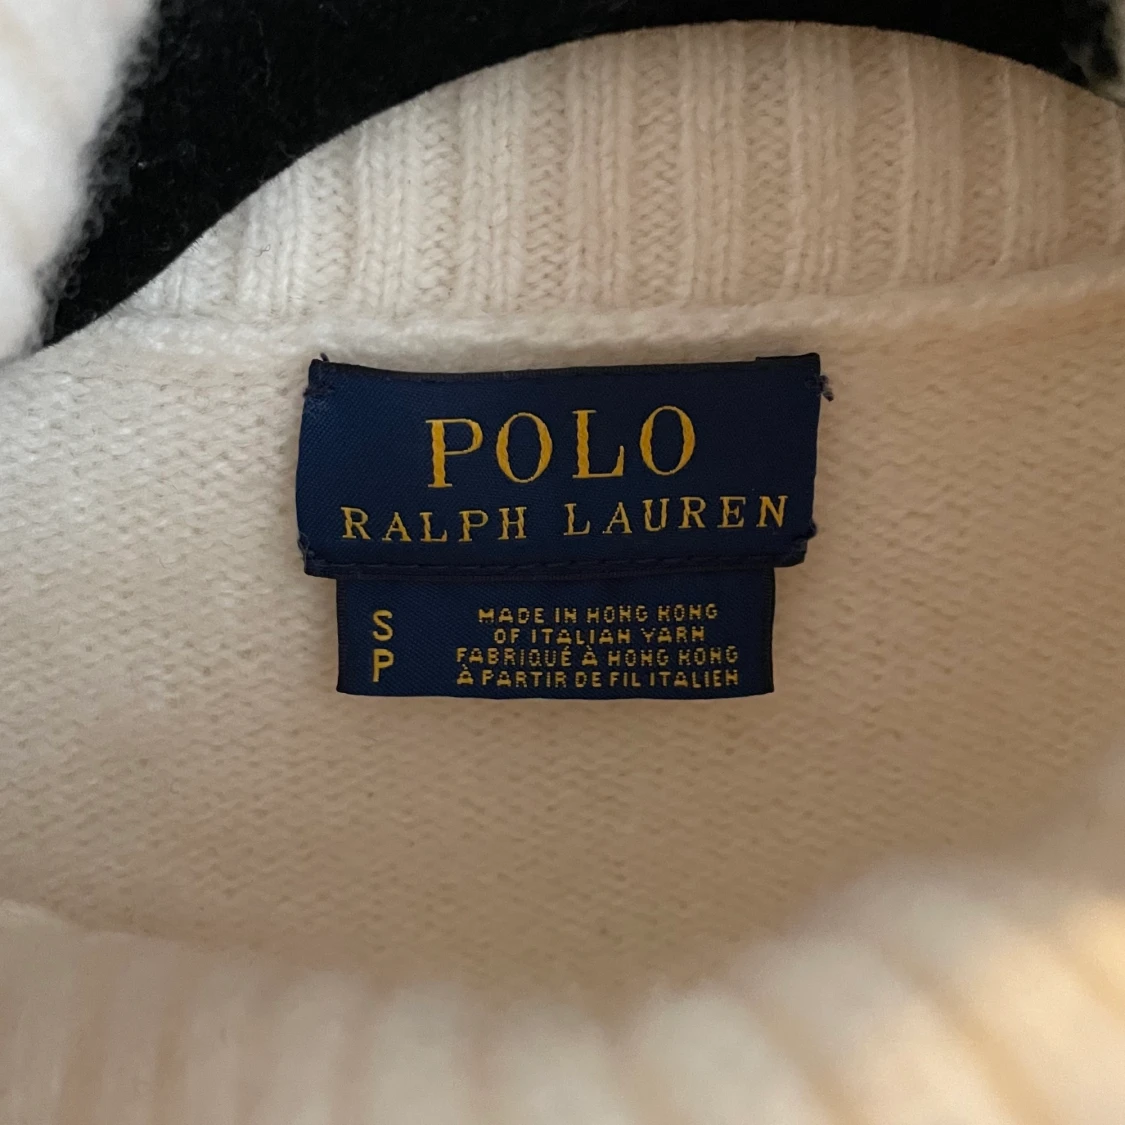 POLO
RALPH LAUREN
S
P
MADE IN HONG KONG
OF ITALIAN YARN
FABRIQUÉ À HONG KONG
À PARTIR DE FIL ITALIEN